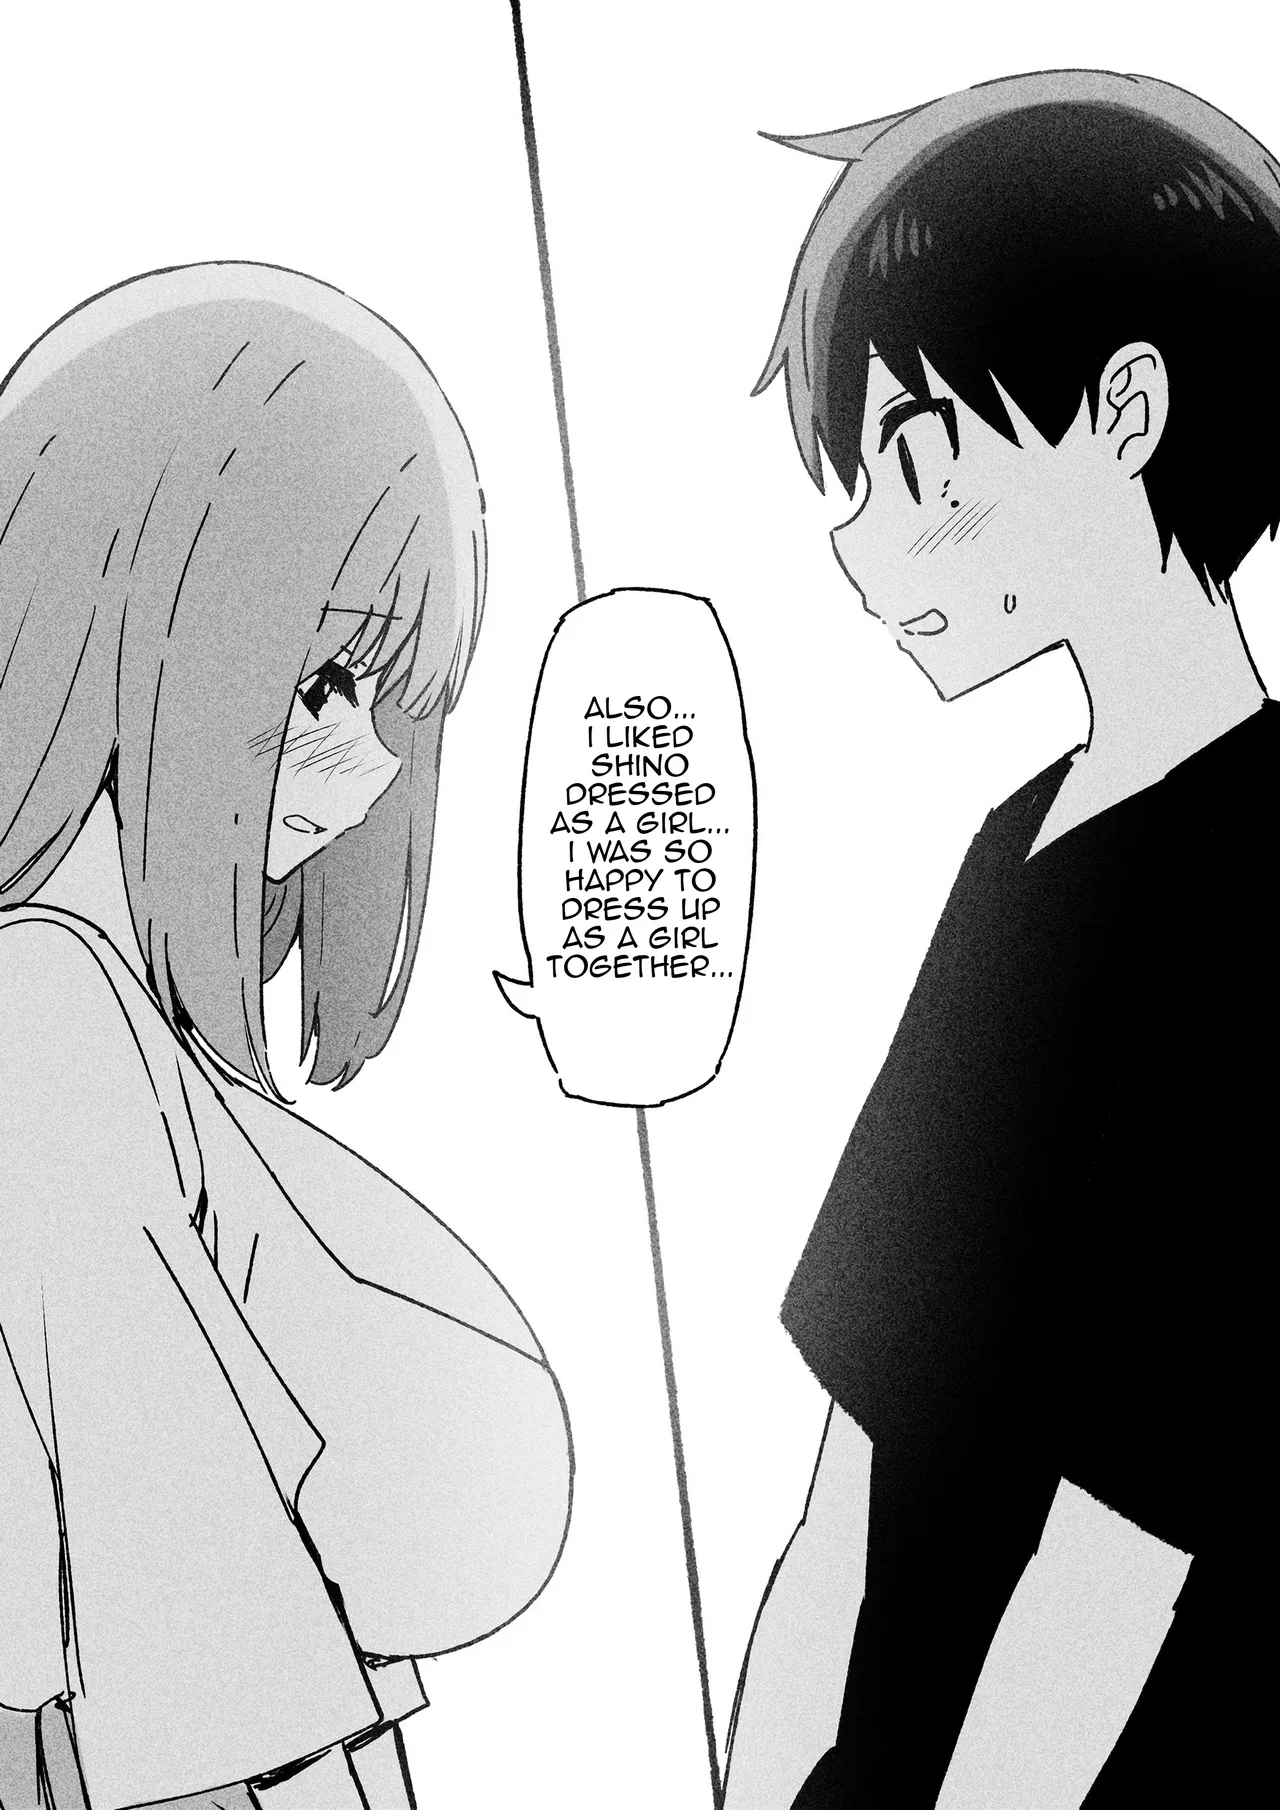 ALSO...
I LIKED
SHINO
DRESSED
AS A GIRL...
I WAS SO
HAPPY TO
DRESS UP
AS A GIRL
TOGETHER...